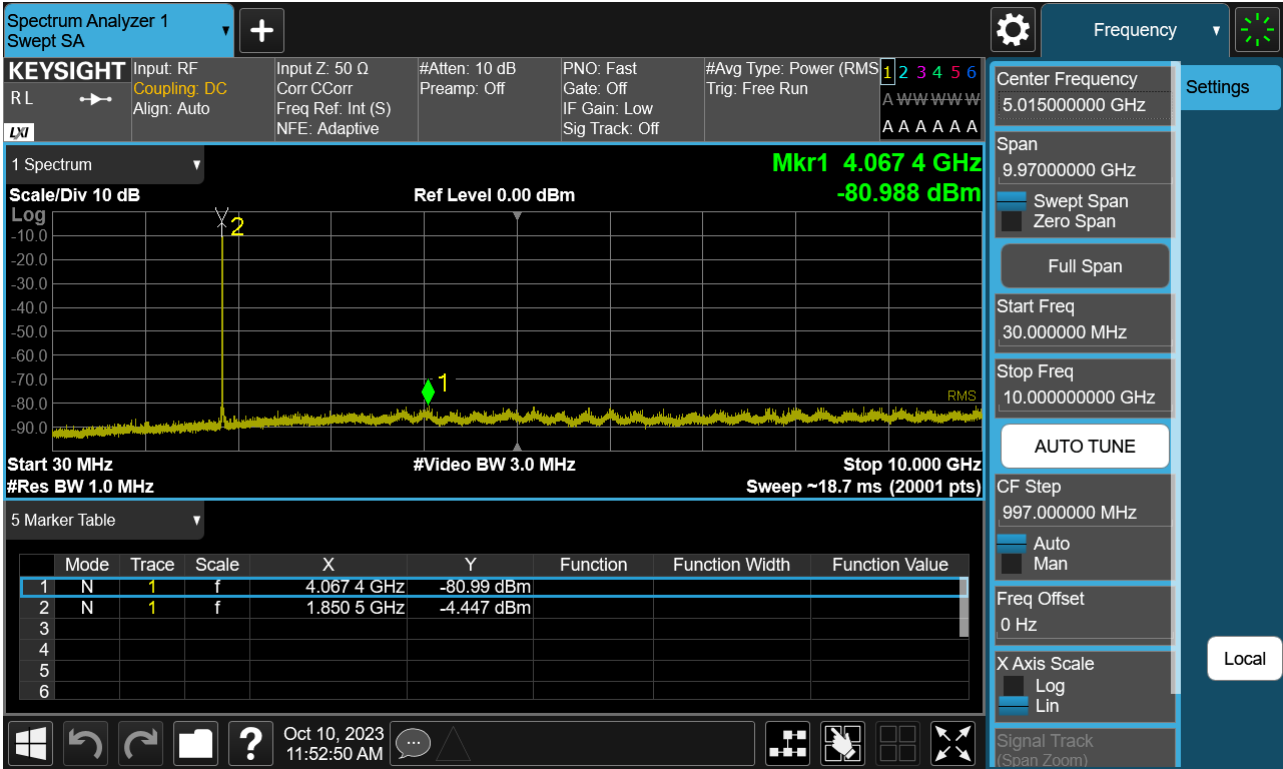 Spectrum Analyzer 1
Swept SA
Frequency
KEYSIGHT
R L
LXI
Input: RF
Coupling: DC
Align: Auto
Input Z: 50 Ω
Corr CCorr
Freq Ref: Int (S)
NFE: Adaptive
#Atten: 10 dB
Preamp: Off
PNO: Fast
Gate: Off
IF Gain: Low
Sig Track: Off
#Avg Type: Power (RMS
Trig: Free Run
1 2 3 4 5 6
A W W W W W
A A A A A A
1 Spectrum
Mkr1 4.067 4 GHz
Scale/Div 10 dB
Ref Level 0.00 dBm
-80.988 dBm
Log
2
-10.0
-20.0
-30.0
-40.0
-50.0
-60.0
-70.0
1
-80.0
RMS
-90.0
Start 30 MHz
#Video BW 3.0 MHz
Stop 10.000 GHz
#Res BW 1.0 MHz
Sweep ~18.7 ms (20001 pts)
5 Marker Table
Mode Trace Scale X Y Function Function Width Function Value
1 N 1 f 4.067 4 GHz -80.99 dBm
2 N 1 f 1.850 5 GHz -4.447 dBm
3
4
5
6
Oct 10, 2023
11:52:50 AM
Center Frequency
5.015000000 GHz
Span
9.97000000 GHz
Swept Span
Zero Span
Full Span
Start Freq
30.000000 MHz
Stop Freq
10.000000000 GHz
AUTO TUNE
CF Step
997.000000 MHz
Auto
Man
Freq Offset
0 Hz
X Axis Scale
Log
Lin
Signal Track
(Span Zoom)
Settings
Local